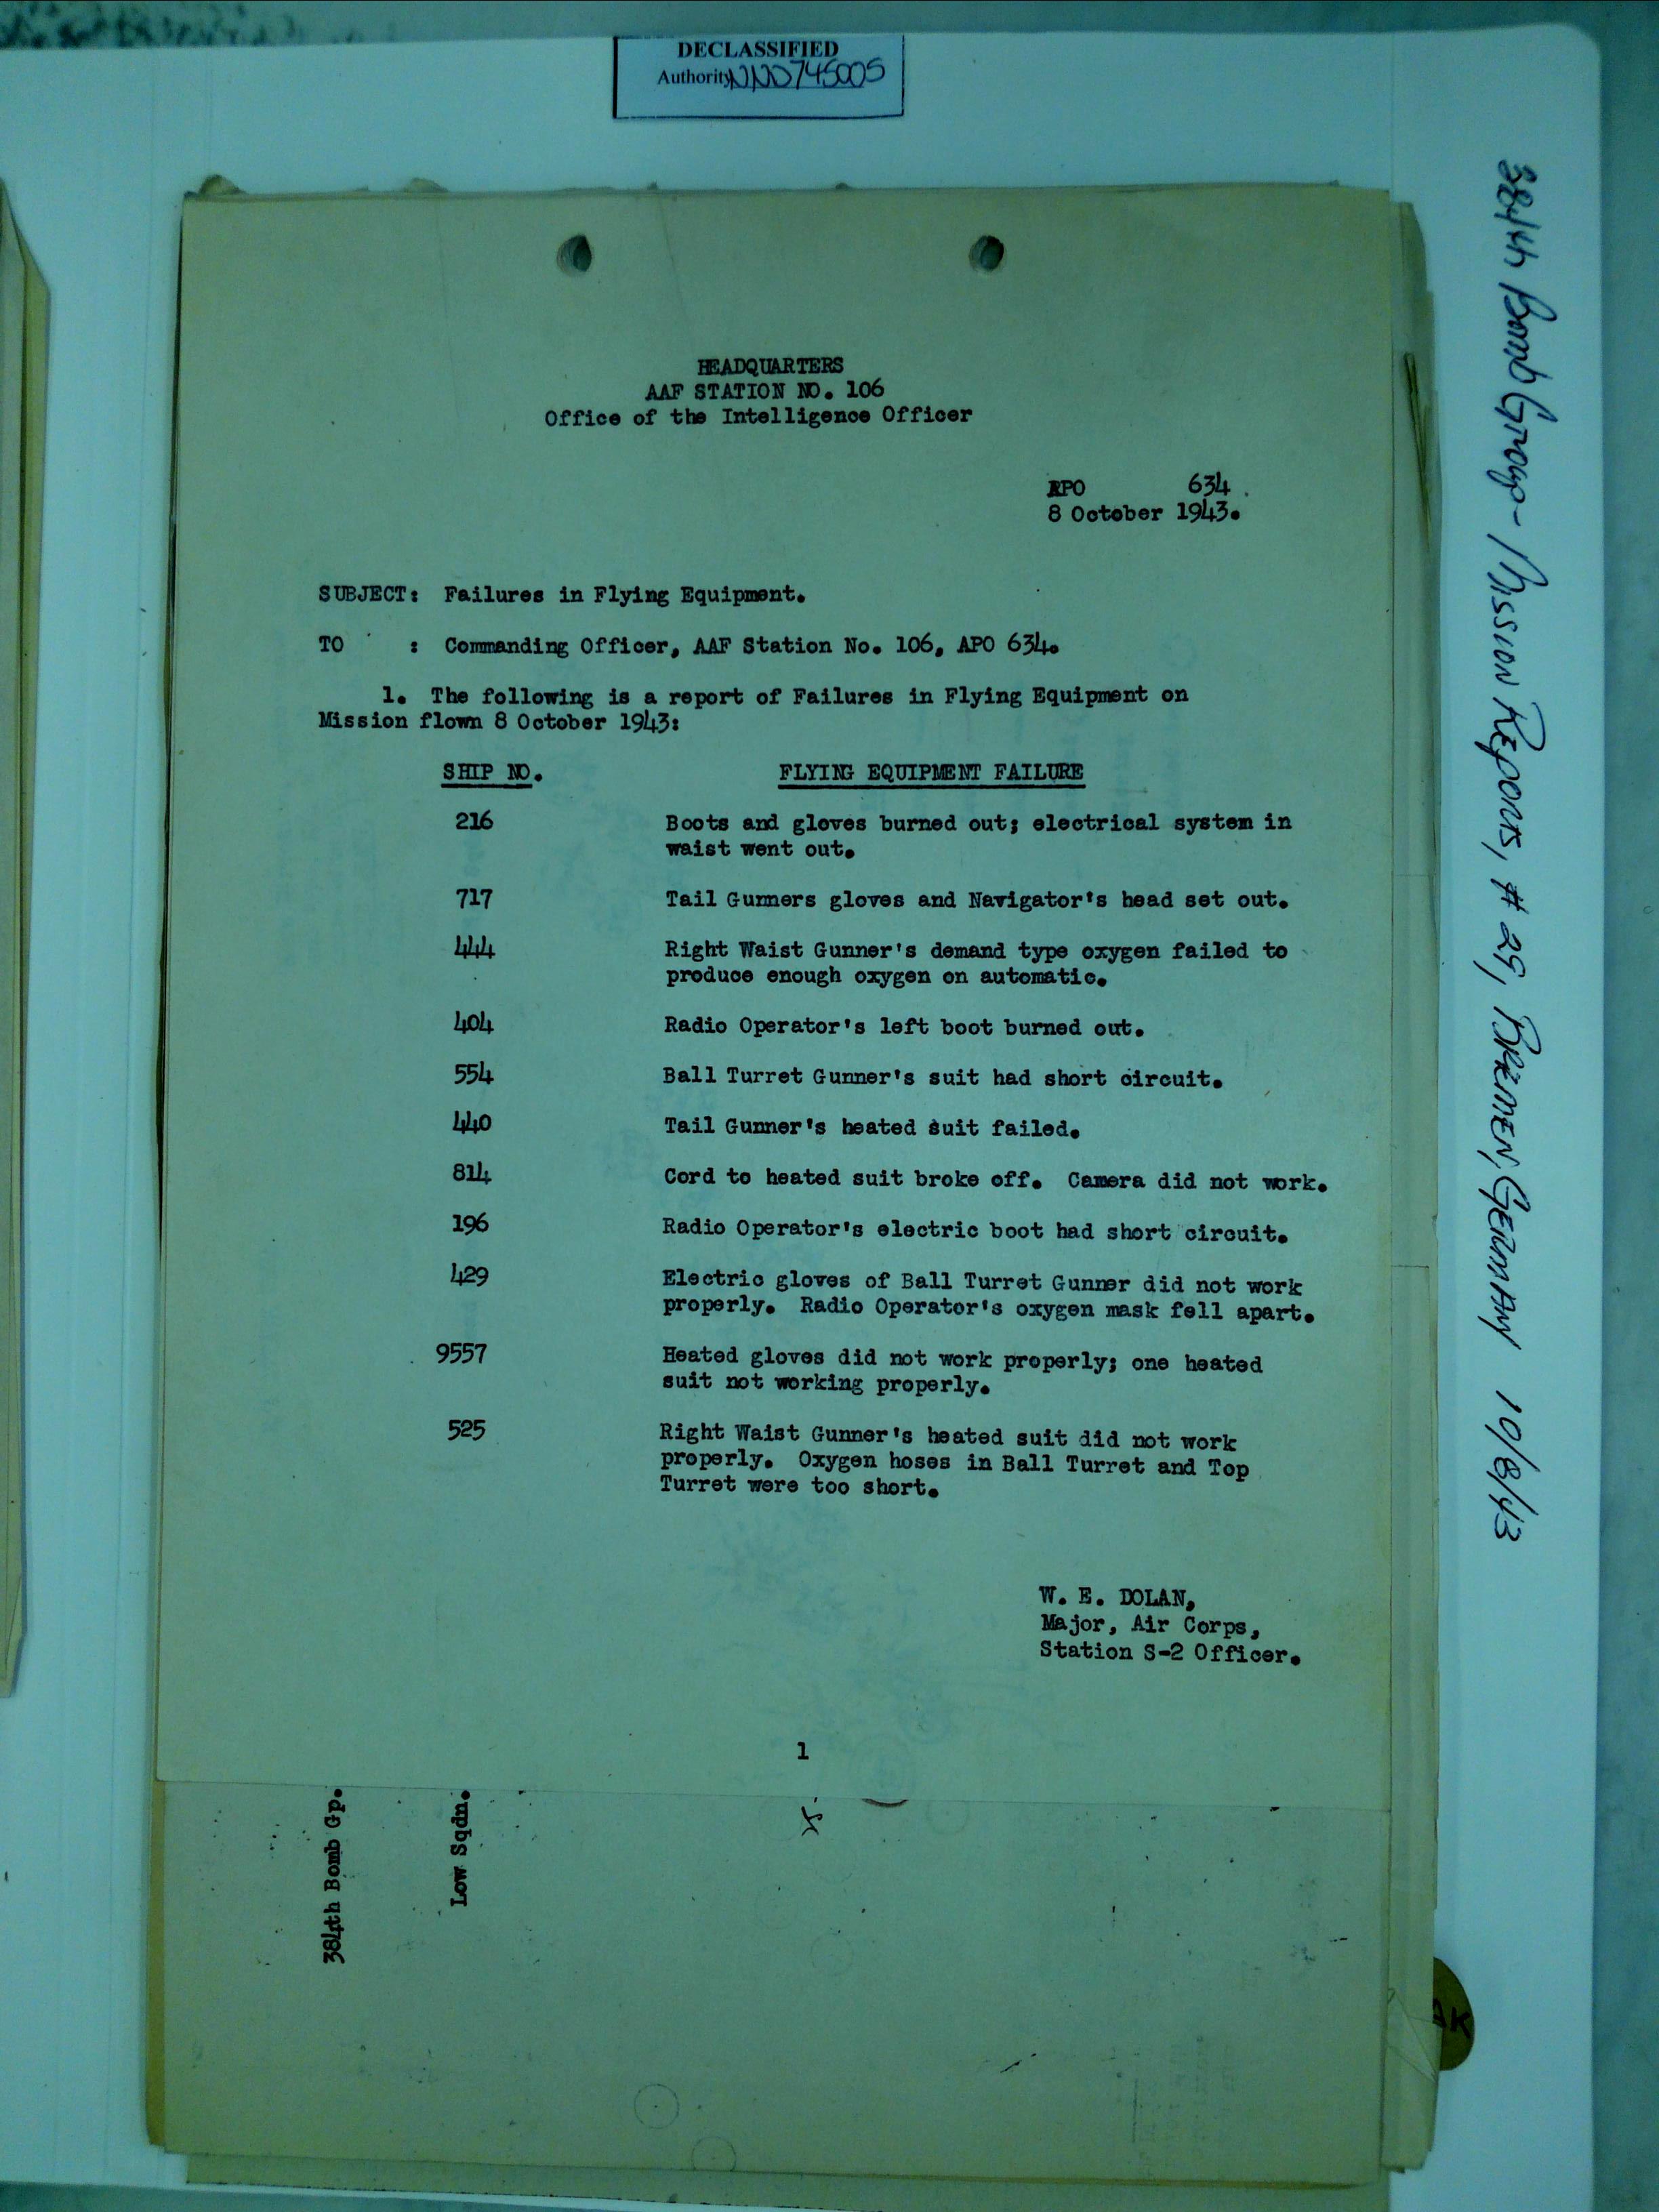 DECLASSIFIED
Authority NND745005
HEADQUARTERS
AAF STATION NO. 106
Office of the Intelligence Officer
APO 634
8 October 1943.
SUBJECT: Failures in Flying Equipment.
TO : Commanding Officer, AAF Station No. 106, APO 634.
1. The following is a report of Failures in Flying Equipment on
Mission flown 8 October 1943:
SHIP NO. FLYING EQUIPMENT FAILURE
216 Boots and gloves burned out; electrical system in
waist went out.
717 Tail Gunners gloves and Navigator's head set out.
444 Right Waist Gunner's demand type oxygen failed to
produce enough oxygen on automatic.
404 Radio Operator's left boot burned out.
554 Ball Turret Gunner's suit had short circuit.
440 Tail Gunner's heated suit failed.
814 Cord to heated suit broke off. Camera did not work.
196 Radio Operator's electric boot had short circuit.
429 Electric gloves of Ball Turret Gunner did not work
properly. Radio Operator's oxygen mask fell apart.
9557 Heated gloves did not work properly; one heated
suit not working properly.
525 Right Waist Gunner's heated suit did not work
properly. Oxygen hoses in Ball Turret and Top
Turret were too short.
W. E. DOLAN,
Major, Air Corps,
Station S-2 Officer.
1
384th Bomb Gp.
Low Sqdn.
384th Bomb Group - Mission Reports, # 25, BREMEN, GERMANY 10/8/43
AK